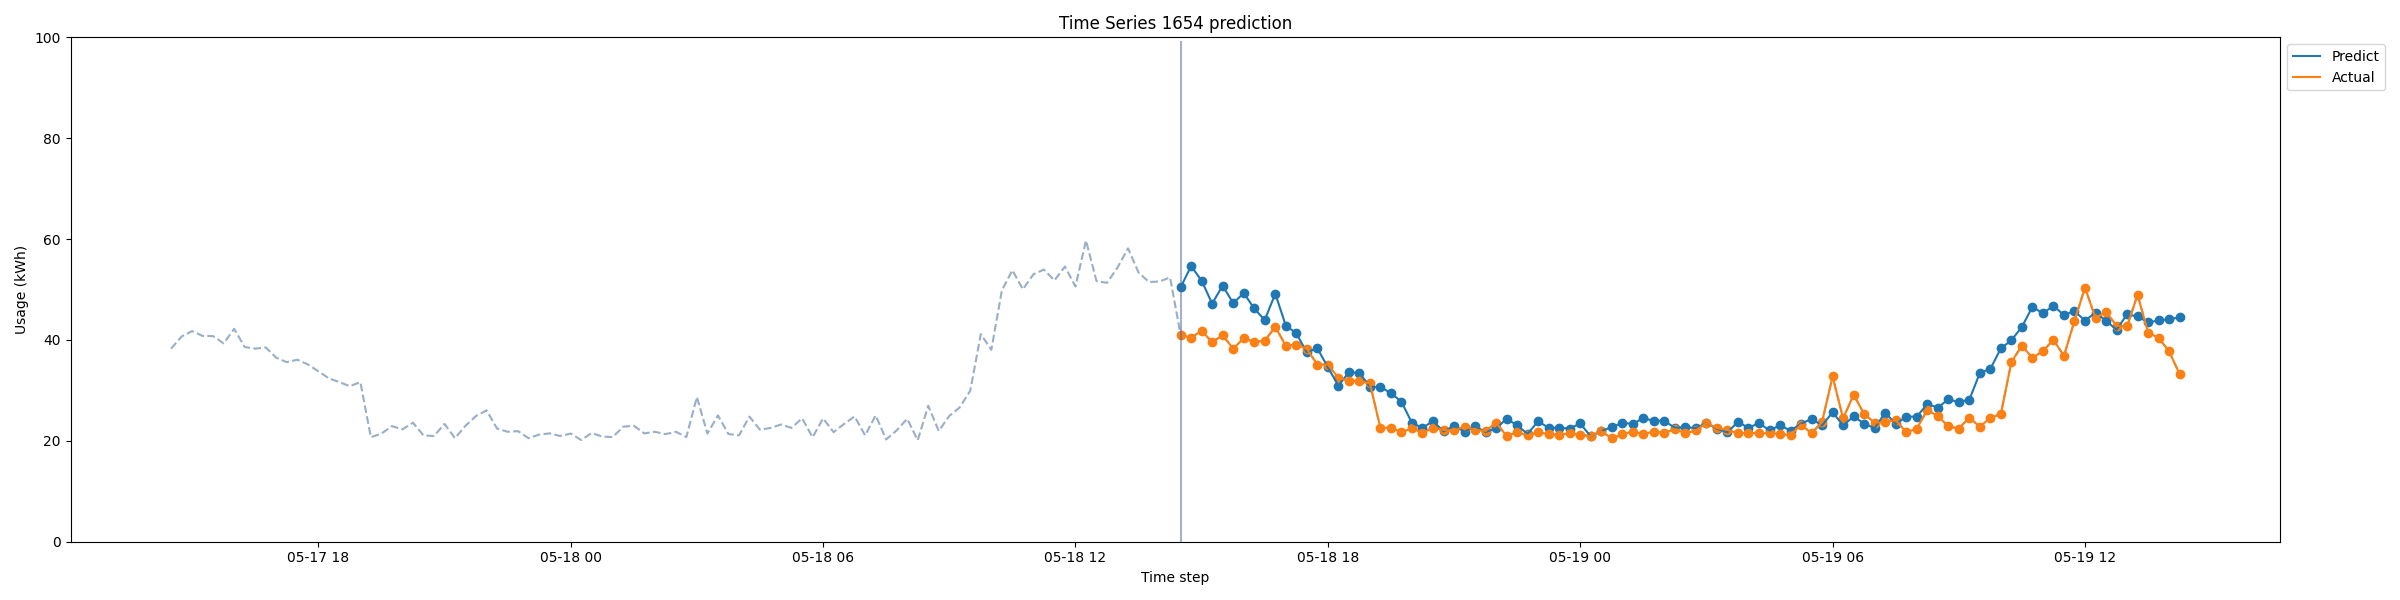 Time Series 1654 prediction
100
80
60
40
20
0
Usage (kWh)
05-17 18
05-18 00
05-18 06
05-18 12
05-18 18
05-19 00
05-19 06
05-19 12
Time step
Predict
Actual